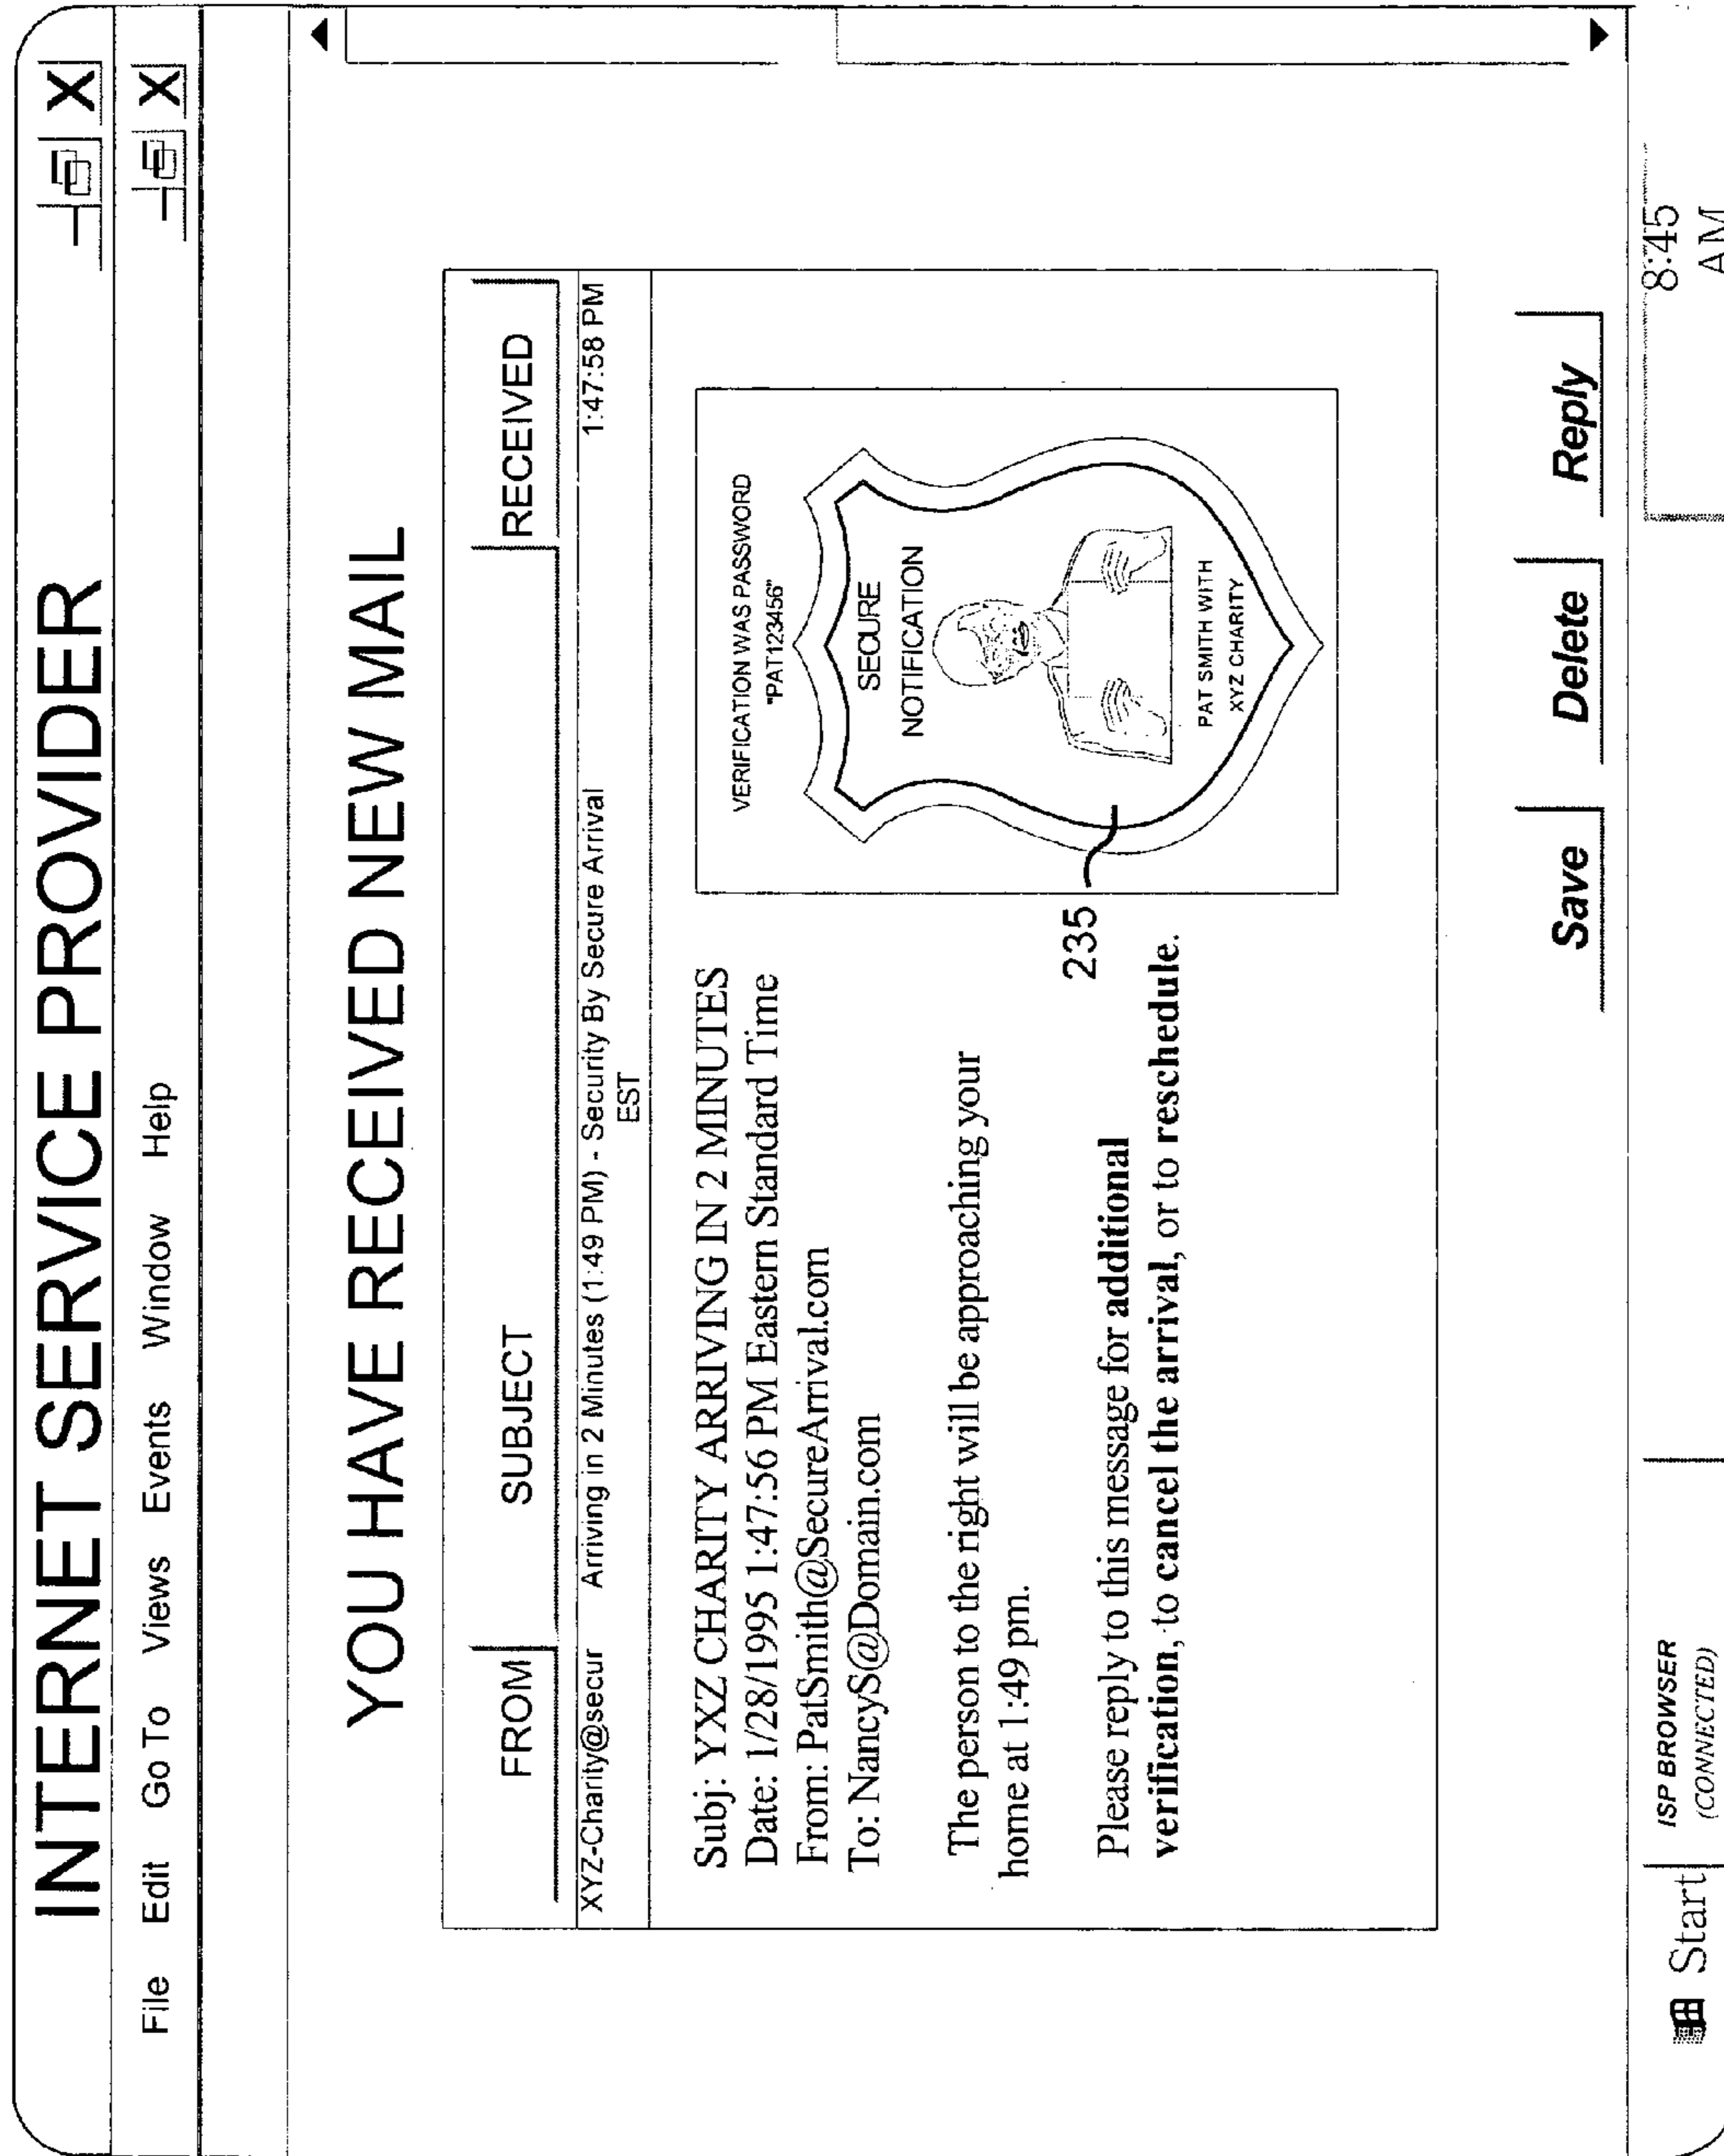 INTERNET SERVICE PROVIDER
File Edit Go To Views Events Window Help
YOU HAVE RECEIVED NEW MAIL
FROM SUBJECT RECEIVED
XYZ-Charity@secur Arriving in 2 Minutes (1:49 PM) - Security By Secure Arrival 1:47:58 PM
EST
Subj: YXZ CHARITY ARRIVING IN 2 MINUTES
Date: 1/28/1995 1:47:56 PM Eastern Standard Time
From: PatSmith@SecureArrival.com
To: NancyS@Domain.com
The person to the right will be approaching your
home at 1:49 pm.
Please reply to this message for additional
verification, to cancel the arrival, or to reschedule.
VERIFICATION WAS PASSWORD
"PAT123456"
SECURE
NOTIFICATION
PAT SMITH WITH
XYZ CHARITY
235
Save Delete Reply
Start
ISP BROWSER
(CONNECTED)
8:45
AM